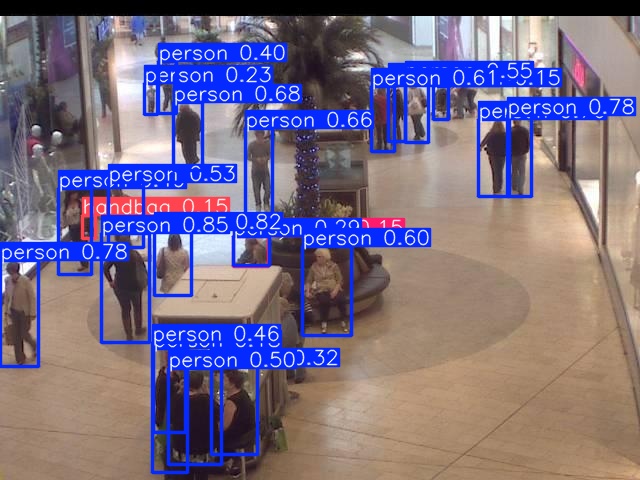 person 0.40
person 0.23
person 0.68
person 0.66
person 0.61
0.55
0.15
person 0.78
person
0.53
handbag 0.15
person 0.85
0.82
0.29
0.15
person 0.78
person 0.60
person 0.46
person 0.50
0.32